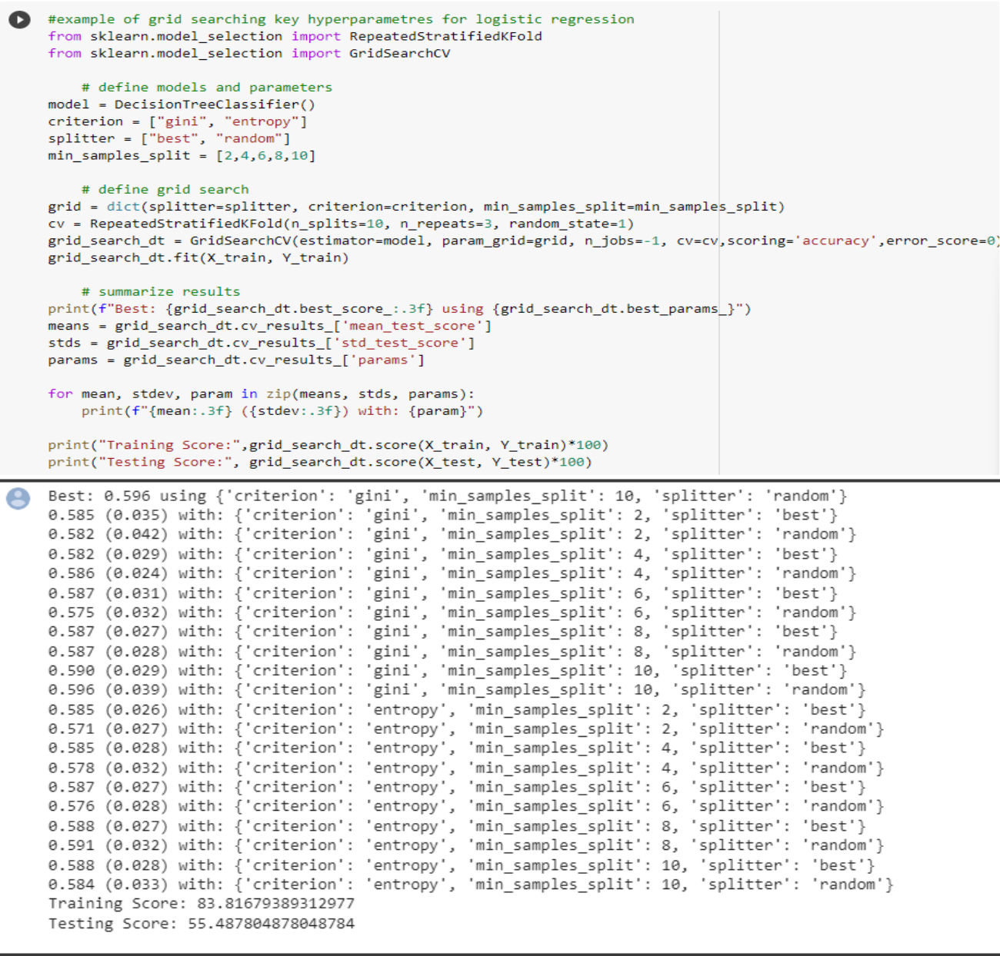 #example of grid searching key hyperparametres for logistic regression
from sklearn.model_selection import RepeatedStratifiedKFold
from sklearn.model_selection import GridSearchCV
# define models and parameters
model = DecisionTreeClassifier()
criterion = ["gini", "entropy"]
splitter = ["best", "random"]
min_samples_split = [2,4,6,8,10]
# define grid search
grid = dict(splitter=splitter, criterion=criterion, min_samples_split=min_samples_split)
cv = RepeatedStratifiedKFold(n_splits=10, n_repeats=3, random_state=1)
grid_search_dt = GridSearchCV(estimator=model, param_grid=grid, n_jobs=-1, cv=cv,scoring='accuracy',error_score=0)
grid_search_dt.fit(X_train, Y_train)
# summarize results
print(f"Best: {grid_search_dt.best_score_:.3f} using {grid_search_dt.best_params_}")
means = grid_search_dt.cv_results_['mean_test_score']
stds = grid_search_dt.cv_results_['std_test_score']
params = grid_search_dt.cv_results_['params']
for mean, stdev, param in zip(means, stds, params):
print(f"{mean:.3f} ({stdev:.3f}) with: {param}")
print("Training Score:",grid_search_dt.score(X_train, Y_train)*100)
print("Testing Score:", grid_search_dt.score(X_test, Y_test)*100)
Best: 0.596 using {'criterion': 'gini', 'min_samples_split': 10, 'splitter': 'random'}
0.585 (0.035) with: {'criterion': 'gini', 'min_samples_split': 2, 'splitter': 'best'}
0.582 (0.042) with: {'criterion': 'gini', 'min_samples_split': 2, 'splitter': 'random'}
0.582 (0.029) with: {'criterion': 'gini', 'min_samples_split': 4, 'splitter': 'best'}
0.586 (0.024) with: {'criterion': 'gini', 'min_samples_split': 4, 'splitter': 'random'}
0.587 (0.031) with: {'criterion': 'gini', 'min_samples_split': 6, 'splitter': 'best'}
0.575 (0.032) with: {'criterion': 'gini', 'min_samples_split': 6, 'splitter': 'random'}
0.587 (0.027) with: {'criterion': 'gini', 'min_samples_split': 8, 'splitter': 'best'}
0.587 (0.028) with: {'criterion': 'gini', 'min_samples_split': 8, 'splitter': 'random'}
0.590 (0.029) with: {'criterion': 'gini', 'min_samples_split': 10, 'splitter': 'best'}
0.596 (0.039) with: {'criterion': 'gini', 'min_samples_split': 10, 'splitter': 'random'}
0.585 (0.026) with: {'criterion': 'entropy', 'min_samples_split': 2, 'splitter': 'best'}
0.571 (0.027) with: {'criterion': 'entropy', 'min_samples_split': 2, 'splitter': 'random'}
0.585 (0.028) with: {'criterion': 'entropy', 'min_samples_split': 4, 'splitter': 'best'}
0.578 (0.032) with: {'criterion': 'entropy', 'min_samples_split': 4, 'splitter': 'random'}
0.587 (0.027) with: {'criterion': 'entropy', 'min_samples_split': 6, 'splitter': 'best'}
0.576 (0.028) with: {'criterion': 'entropy', 'min_samples_split': 6, 'splitter': 'random'}
0.588 (0.027) with: {'criterion': 'entropy', 'min_samples_split': 8, 'splitter': 'best'}
0.591 (0.032) with: {'criterion': 'entropy', 'min_samples_split': 8, 'splitter': 'random'}
0.588 (0.028) with: {'criterion': 'entropy', 'min_samples_split': 10, 'splitter': 'best'}
0.584 (0.033) with: {'criterion': 'entropy', 'min_samples_split': 10, 'splitter': 'random'}
Training Score: 83.81679389312977
Testing Score: 55.487804878048784